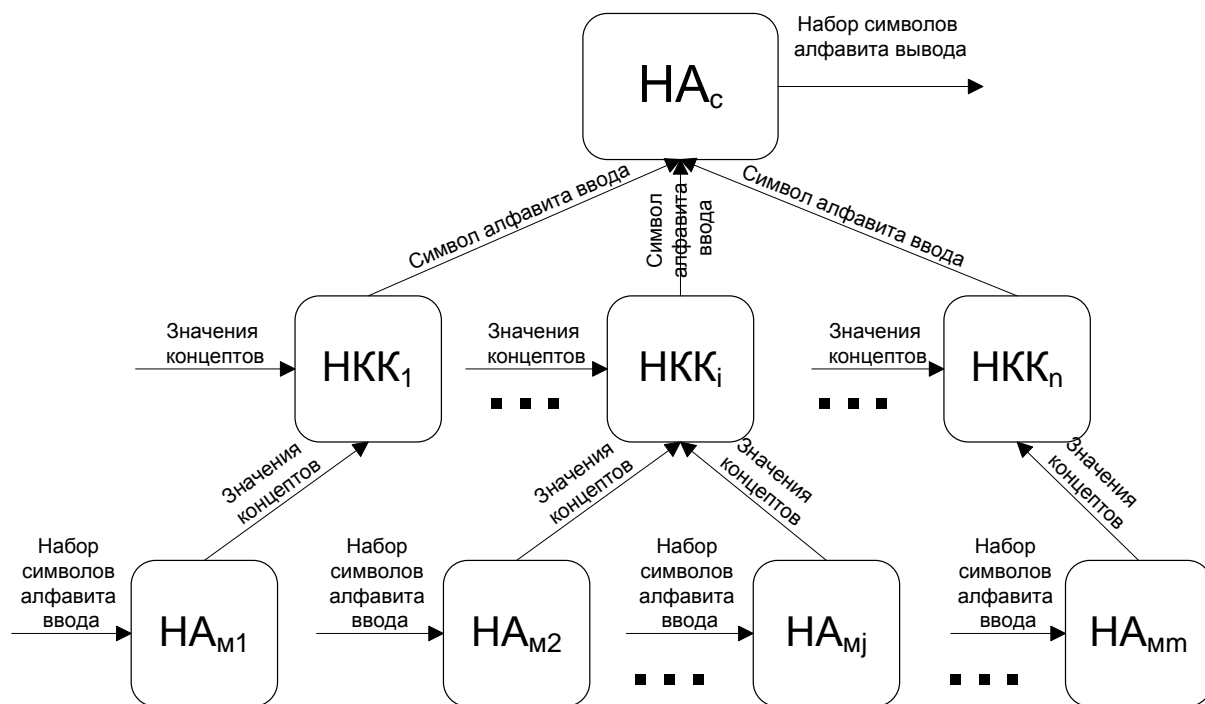 Набор символов
алфавита вывода
НАс
Символ алфавита ввода
Символ
алфавита
ввода
Символ алфавита ввода
Значения
концептов
НКК1
Значения
концептов
НККi
Значения
концептов
НККn
Значения
концептов
Значения
концептов
Значения
концептов
Значения
концептов
Набор
символов
алфавита
ввода
НАм1
Набор
символов
алфавита
ввода
НАм2
Набор
символов
алфавита
ввода
НАмj
Набор
символов
алфавита
ввода
НАмm